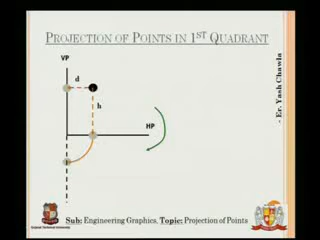 PROJECTION OF POINTS IN 1ST QUADRANT
VP
d
h
HP
- Er. Yash Chawla
Sub: Engineering Graphics, Topic: Projection of Points